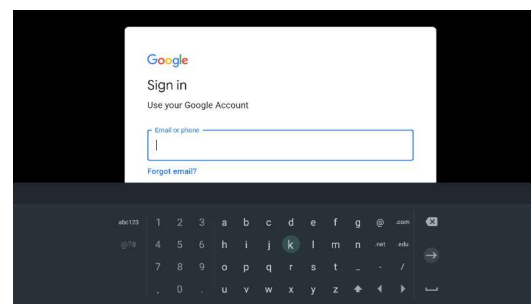 Google
Sign in
Use your Google Account
Email or phone
Forgot email?
abc123 1 2 3 a b c d e f g @ .com
@?# 4 5 6 h i j k l m n .net .edu
7 8 9 o p q r s t _ - /
, 0 . u v w x y z